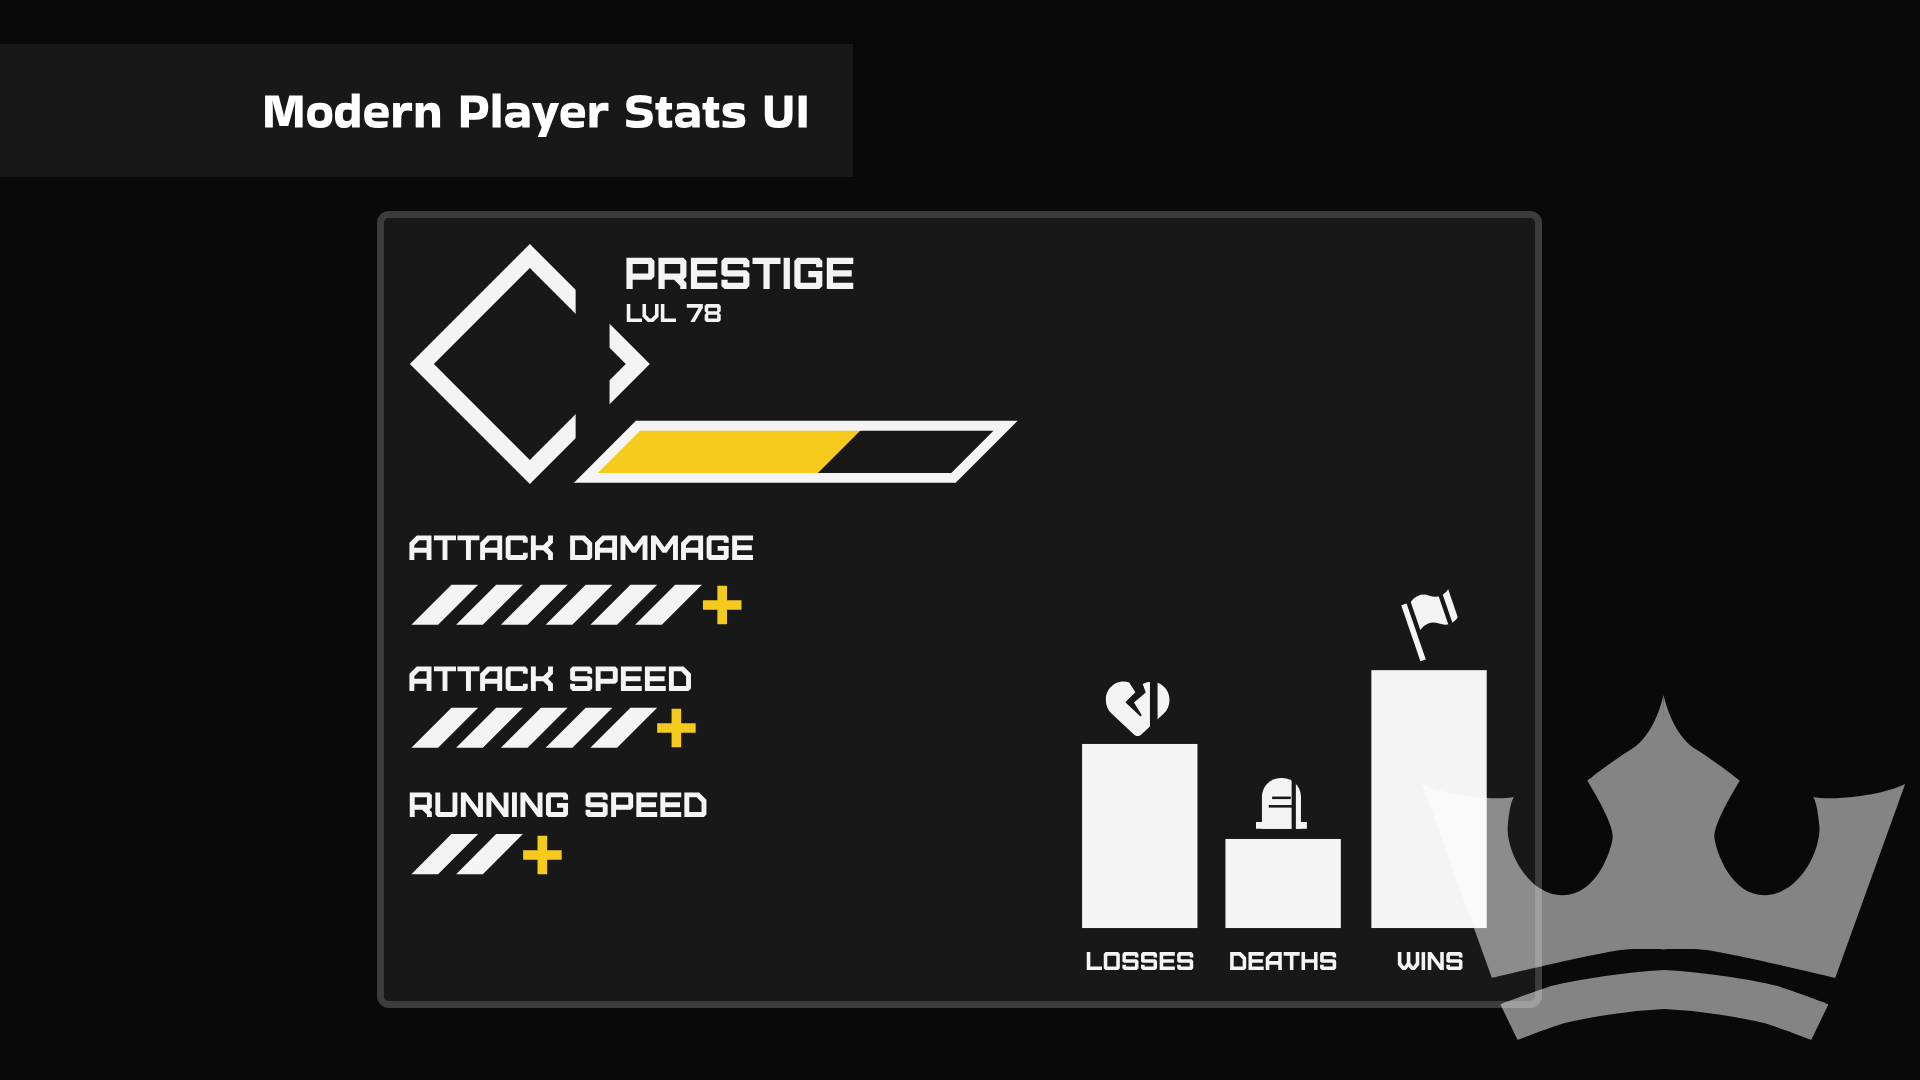 Modern Player Stats UI
PRESTIGE
LVL 78
ATTACK DAMMAGE
ATTACK SPEED
RUNNING SPEED
LOSSES DEATHS WINS